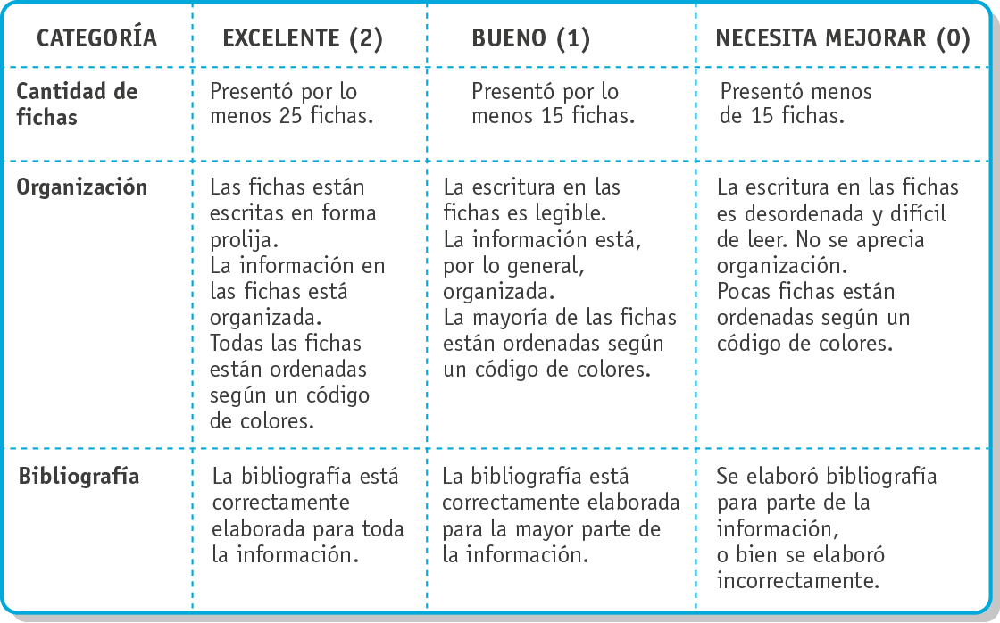 CATEGORÍA
EXCELENTE (2)
BUENO (1)
NECESITA MEJORAR (0)
Cantidad de
fichas
Presentó por lo
menos 25 fichas.
Presentó por lo
menos 15 fichas.
Presentó menos
de 15 fichas.
Organización
Las fichas están
escritas en forma
prolija.
La información en
las fichas está
organizada.
Todas las fichas
están ordenadas
según un código
de colores.
La escritura en las
fichas es legible.
La información está,
por lo general,
organizada.
La mayoría de las fichas
están ordenadas según
un código de colores.
La escritura en las fichas
es desordenada y difícil
de leer. No se aprecia
organización.
Pocas fichas están
ordenadas según un
código de colores.
Bibliografía
La bibliografía está
correctamente
elaborada para toda
la información.
La bibliografía está
correctamente elaborada
para la mayor parte de
la información.
Se elaboró bibliografía
para parte de la
información,
o bien se elaboró
incorrectamente.